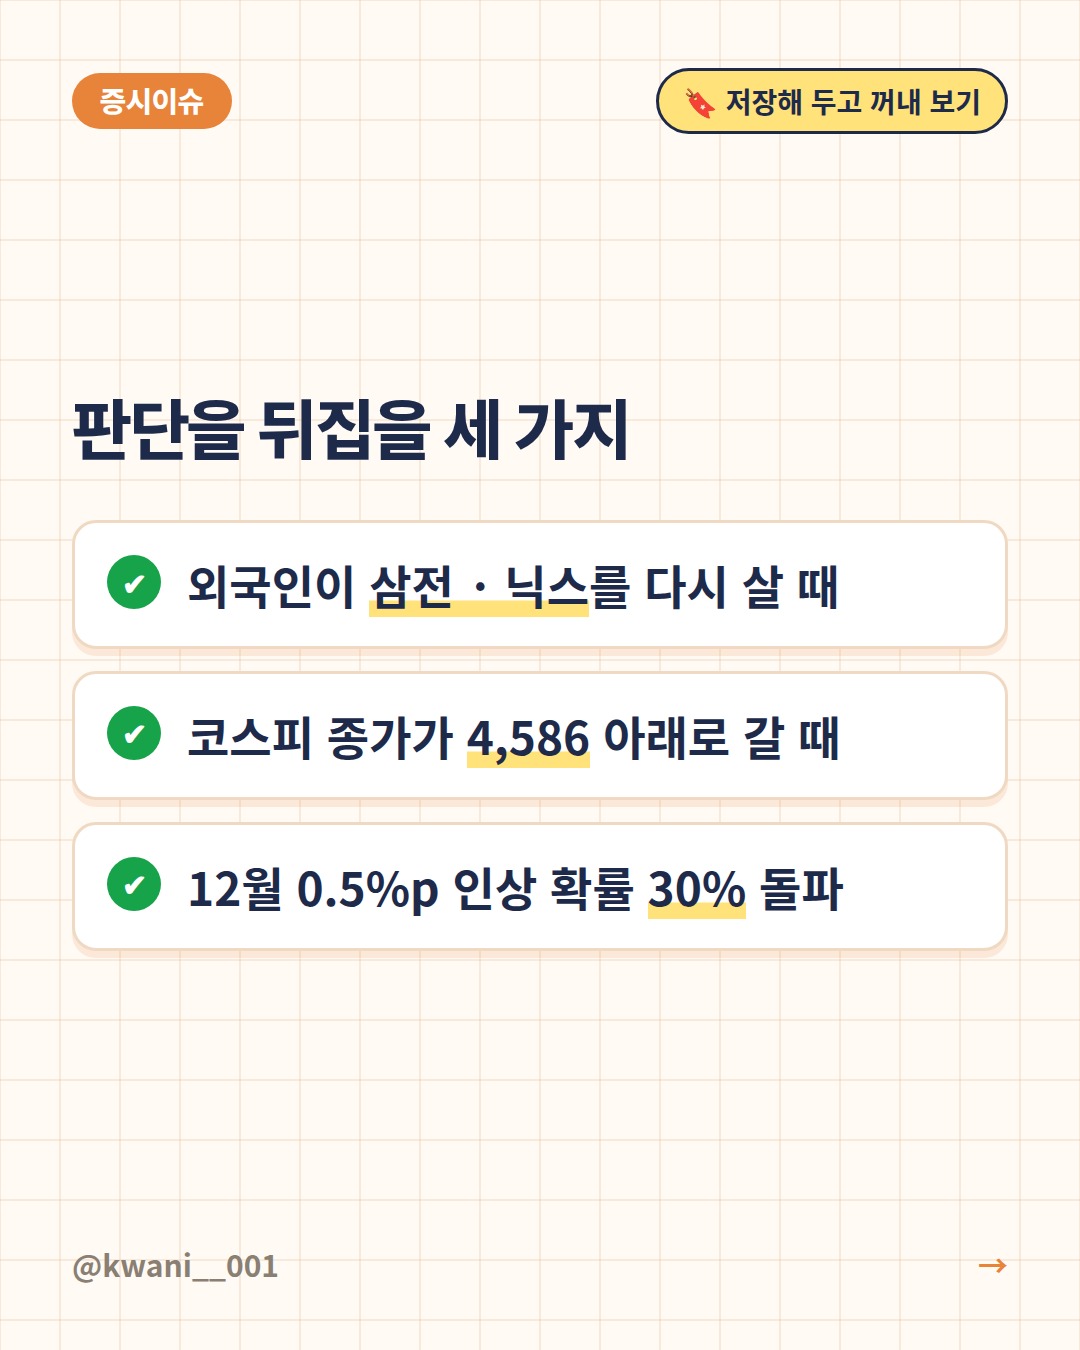 증시이슈
🔖 저장해 두고 꺼내 보기
판단을 뒤집을 세 가지
✔ 외국인이 삼전 · 닉스를 다시 살 때
✔ 코스피 종가가 4,586 아래로 갈 때
✔ 12월 0.5%p 인상 확률 30% 돌파
@kwani__001 →